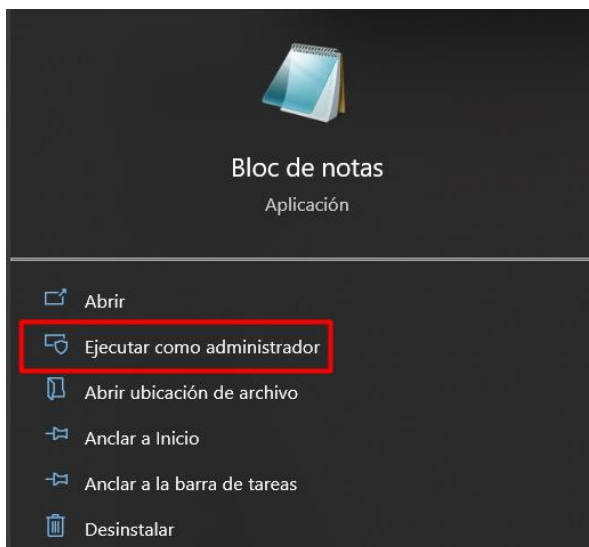 Bloc de notas
Aplicación
Abrir
Ejecutar como administrador
Abrir ubicación de archivo
Anclar a Inicio
Anclar a la barra de tareas
Desinstalar